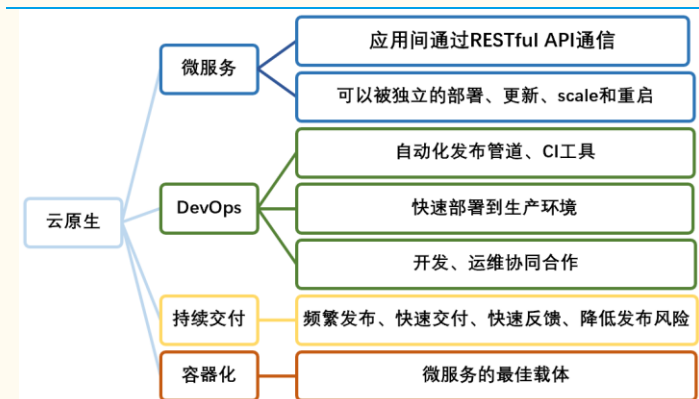 应用间通过RESTful API通信
微服务
可以被独立的部署、更新、scale和重启
自动化发布管道、CI工具
云原生
DevOps
快速部署到生产环境
开发、运维协同合作
持续交付
频繁发布、快速交付、快速反馈、降低发布风险
容器化
微服务的最佳载体